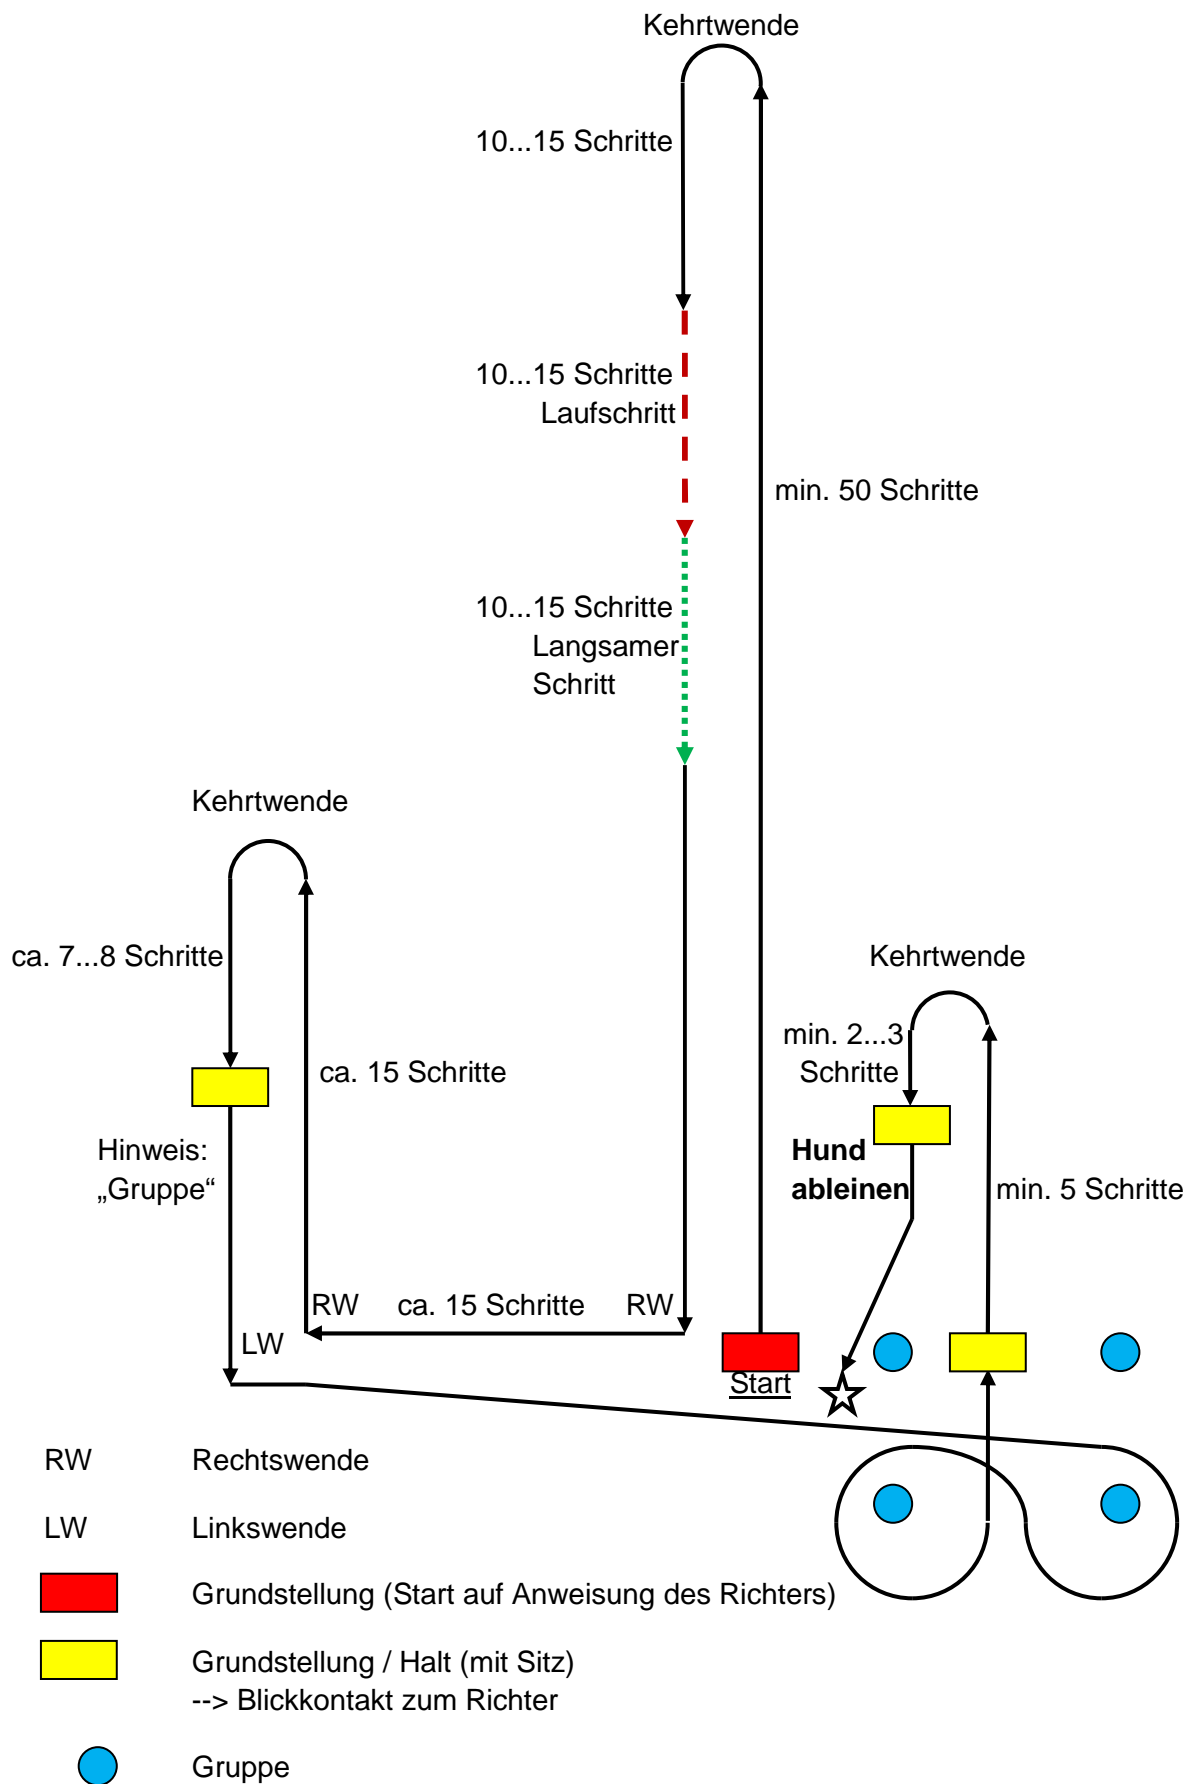 Kehrtwende
10...15 Schritte
10...15 Schritte
Laufschritt
min. 50 Schritte
10...15 Schritte
Langsamer
Schritt
Kehrtwende
ca. 7...8 Schritte
Kehrtwende
min. 2...3
Schritte
ca. 15 Schritte
Hinweis:
„Gruppe“
Hund
ableinen
min. 5 Schritte
RW
ca. 15 Schritte
RW
LW
Start
RW Rechtswende
LW Linkswende
Grundstellung (Start auf Anweisung des Richters)
Grundstellung / Halt (mit Sitz)
--> Blickkontakt zum Richter
Gruppe